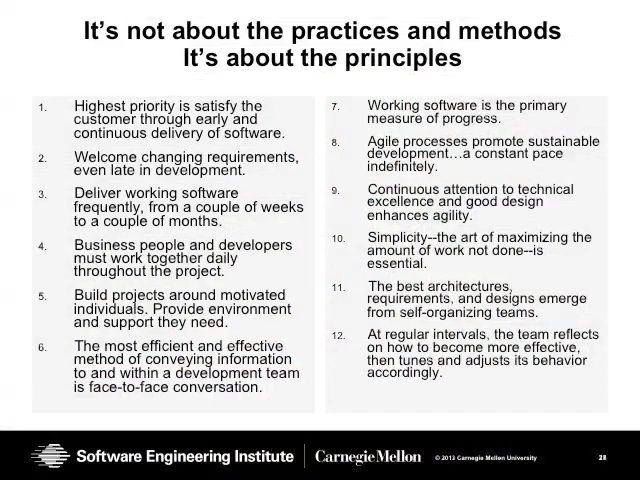 It's not about the practices and methods
It's about the principles
1. Highest priority is satisfy the
customer through early and
continuous delivery of software.
2. Welcome changing requirements,
even late in development.
3. Deliver working software
frequently, from a couple of weeks
to a couple of months.
4. Business people and developers
must work together daily
throughout the project.
5. Build projects around motivated
individuals. Provide environment
and support they need.
6. The most efficient and effective
method of conveying information
to and within a development team
is face-to-face conversation.
7. Working software is the primary
measure of progress.
8. Agile processes promote sustainable
development…a constant pace
indefinitely.
9. Continuous attention to technical
excellence and good design
enhances agility.
10. Simplicity--the art of maximizing the
amount of work not done--is
essential.
11. The best architectures,
requirements, and designs emerge
from self-organizing teams.
12. At regular intervals, the team reflects
on how to become more effective,
then tunes and adjusts its behavior
accordingly.
Software Engineering Institute | Carnegie Mellon © 2013 Carnegie Mellon University 28